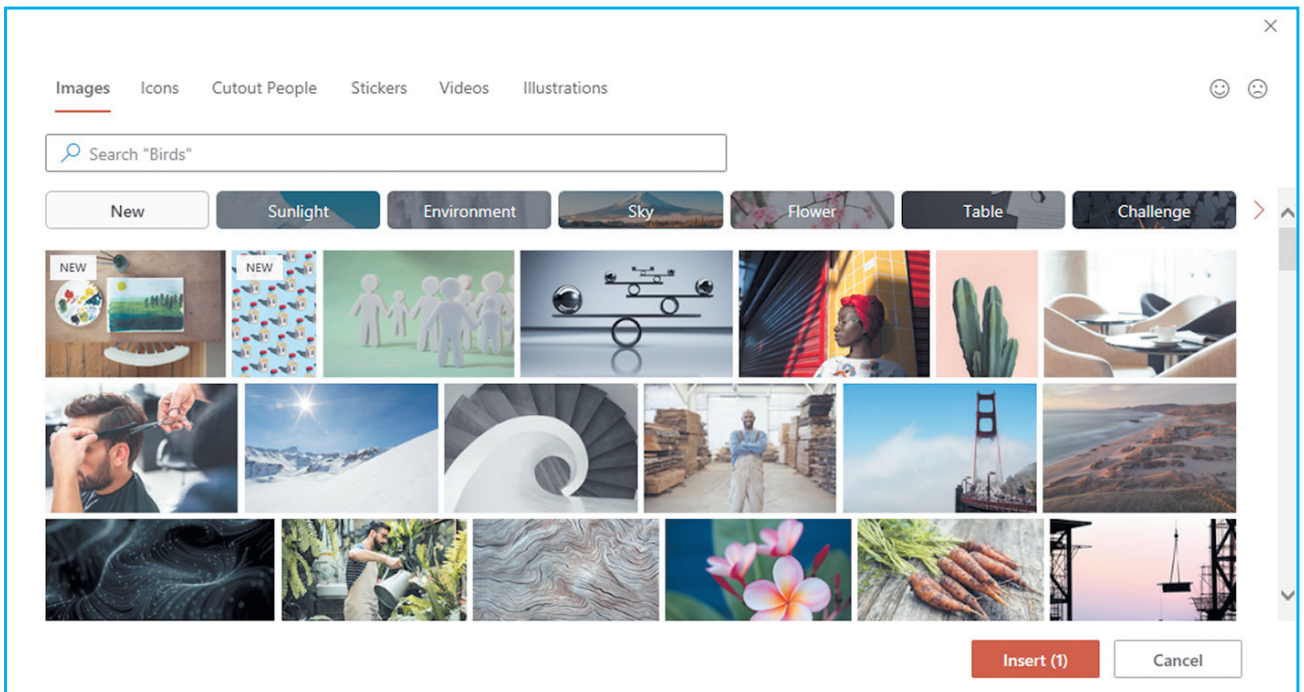 Images Icons Cutout People Stickers Videos Illustrations
Search "Birds"
New Sunlight Environment Sky Flower Table Challenge
NEW NEW
Insert (1) Cancel